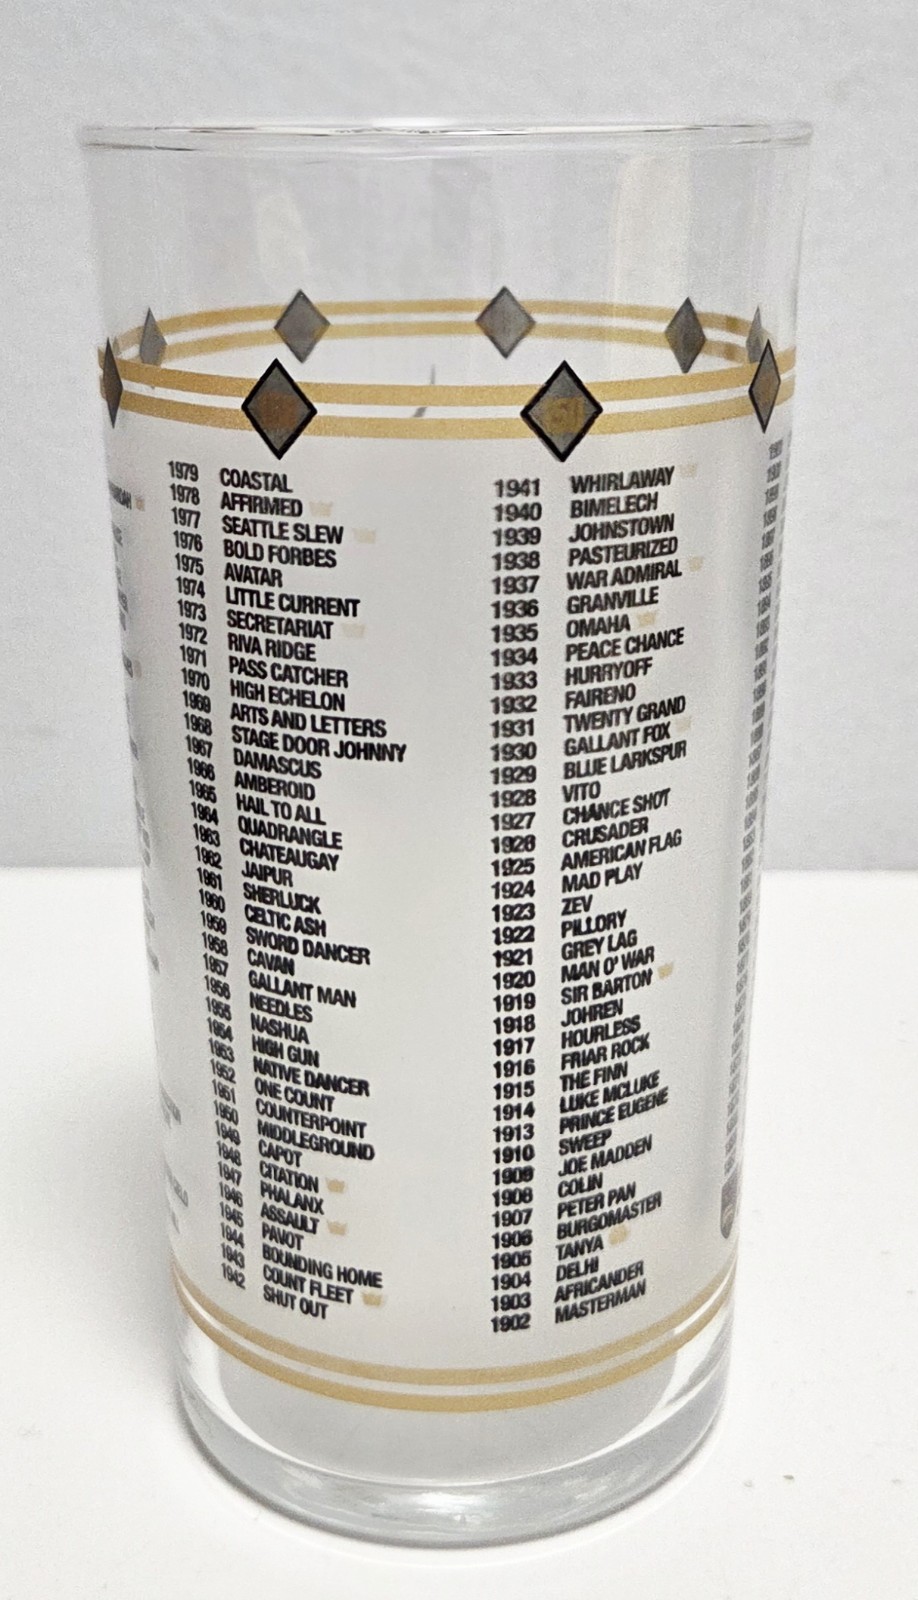 1979 COASTAL
1978 AFFIRMED
1977 SEATTLE SLEW
1976 BOLD FORBES
1975 AVATAR
1974 LITTLE CURRENT
1973 SECRETARIAT
1972 RIVA RIDGE
1971 PASS CATCHER
1970 HIGH ECHELON
1969 ARTS AND LETTERS
1968 STAGE DOOR JOHNNY
1967 DAMASCUS
1966 AMBEROID
1965 HAIL TO ALL
1964 QUADRANGLE
1963 CHATEAUGAY
1962 JAIPUR
1961 SHERLUCK
1960 CELTIC ASH
1959 SWORD DANCER
1958 CAVAN
1957 GALLANT MAN
1956 NEEDLES
1955 NASHUA
1954 HIGH GUN
1953 NATIVE DANCER
1952 ONE COUNT
1951 COUNTERPOINT
1950 MIDDLEGROUND
1949 CAPOT
1948 CITATION
1947 PHALANX
1946 ASSAULT
1945 PAVOT
1944 BOUNDING HOME
1943 COUNT FLEET
1942 SHUT OUT
1941 WHIRLAWAY
1940 BIMELECH
1939 JOHNSTOWN
1938 PASTEURIZED
1937 WAR ADMIRAL
1936 GRANVILLE
1935 OMAHA
1934 PEACE CHANCE
1933 HURRYOFF
1932 FAIRENO
1931 TWENTY GRAND
1930 GALLANT FOX
1929 BLUE LARKSPUR
1928 VITO
1927 CHANCE SHOT
1926 CRUSADER
1925 AMERICAN FLAG
1924 MAD PLAY
1923 ZEV
1922 PILLORY
1921 GREY LAG
1920 MAN O' WAR
1919 SIR BARTON
1918 JOHREN
1917 HOURLESS
1916 FRIAR ROCK
1915 THE FINN
1914 LUKE MCLUKE
1913 PRINCE EUGENE
1910 SWEEP
1909 JOE MADDEN
1908 COLIN
1907 PETER PAN
1906 BURGOMASTER
1905 TANYA
1904 DELHI
1903 AFRICANDER
1902 MASTERMAN